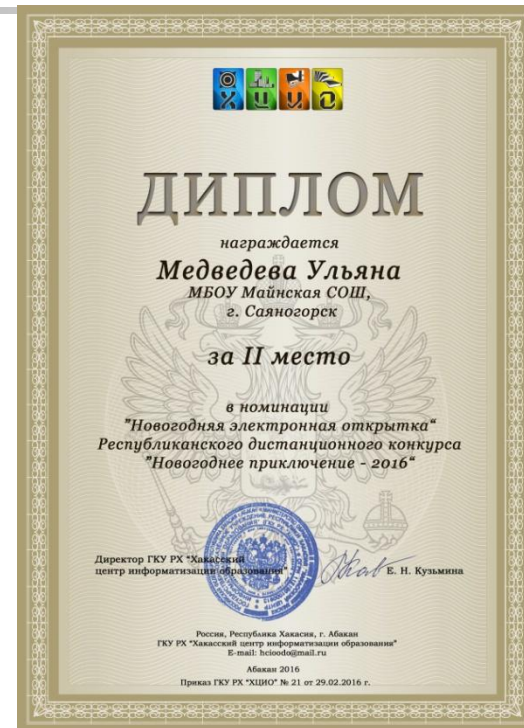 ХЦИО
ДИПЛОМ
награждается
Медведева Ульяна
МБОУ Майнская СОШ,
г. Саяногорск
за II место
в номинации
"Новогодняя электронная открытка"
Республиканского дистанционного конкурса
"Новогоднее приключение - 2016"
Директор ГКУ РХ "Хакасский
центр информатизации образования"
Е. Н. Кузьмина
Россия, Республика Хакасия, г. Абакан
ГКУ РХ "Хакасский центр информатизации образования"
E-mail: hcioodo@mail.ru
Абакан 2016
Приказ ГКУ РХ "ХЦИО" № 21 от 29.02.2016 г.